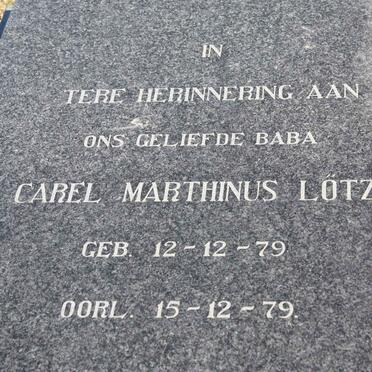 IN
TERE HERINNERING AAN
ONS GELIEFDE BABA
CAREL MARTHINUS LÖTZ
GEB. 12-12-79
OORL. 15-12-79.